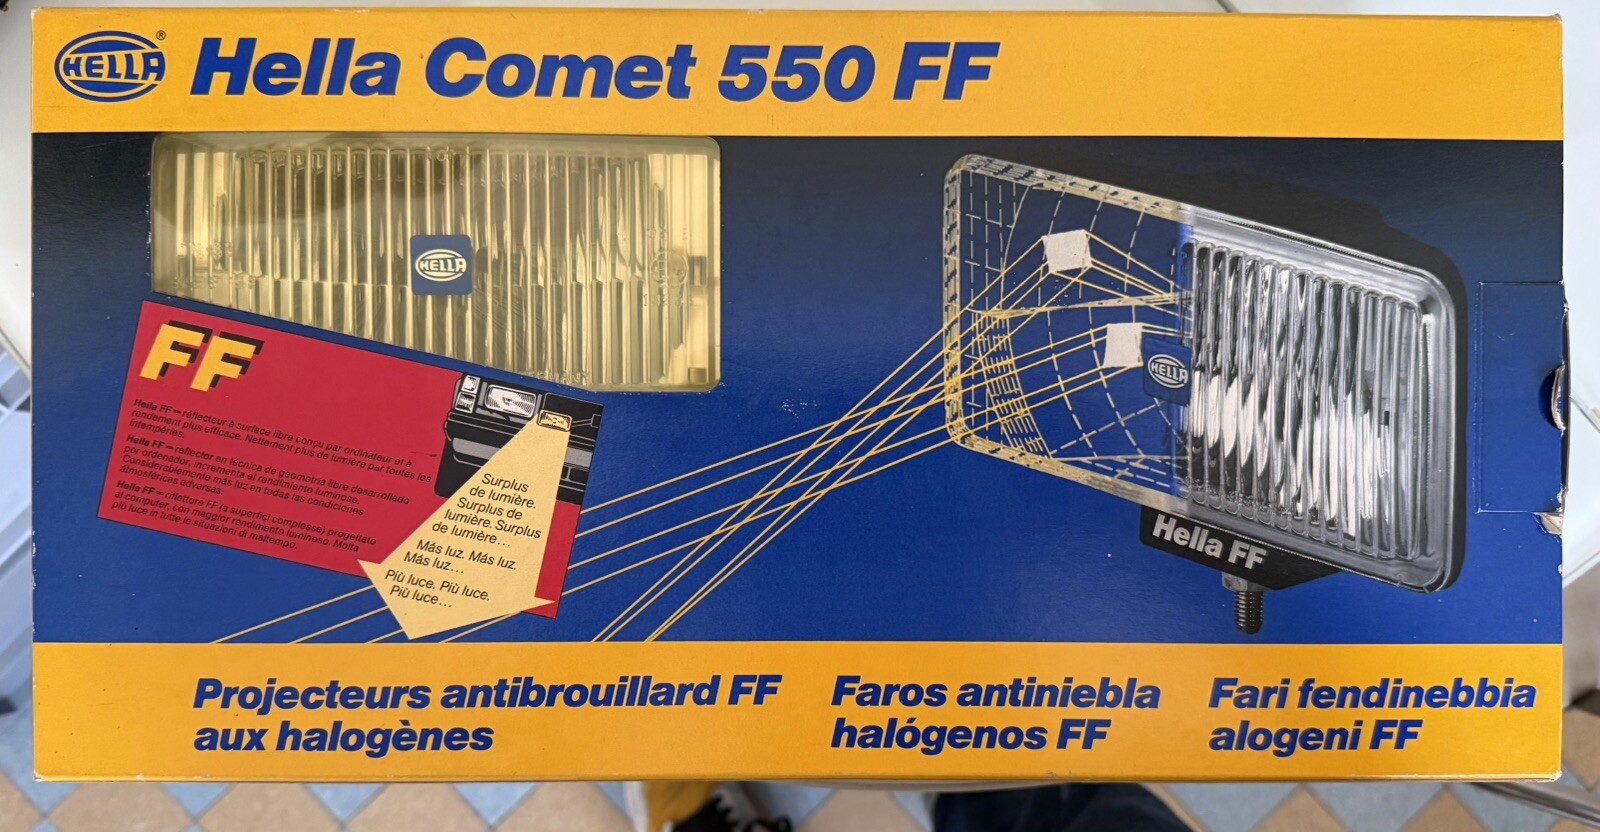 HELLA®
Hella Comet 550 FF
HELLA
FF
Hella FF – réflecteur à surface libre conçu par ordinateur et à
rendement plus efficace. Nettement plus de lumière par toutes les
intempéries.
Hella FF – reflector en técnica de geometría libre desarrollado
por ordenador, incrementa el rendimiento luminoso.
Considerablemente más luz en todas las condiciones
átmosféricas adversas.
Hella FF – riflettore FF (a superfici complesse) progettato
al computer, con maggior rendimento luminoso. Molta
più luce in tutte le situazioni di maltempo.
Surplus
de lumière.
Surplus de
lumière. Surplus
de lumière...
Más luz. Más luz.
Más luz...
Più luce. Più luce.
Più luce...
HELLA
Hella FF
Projecteurs antibrouillard FF
aux halogènes
Faros antiniebla
halógenos FF
Fari fendinebbia
alogeni FF